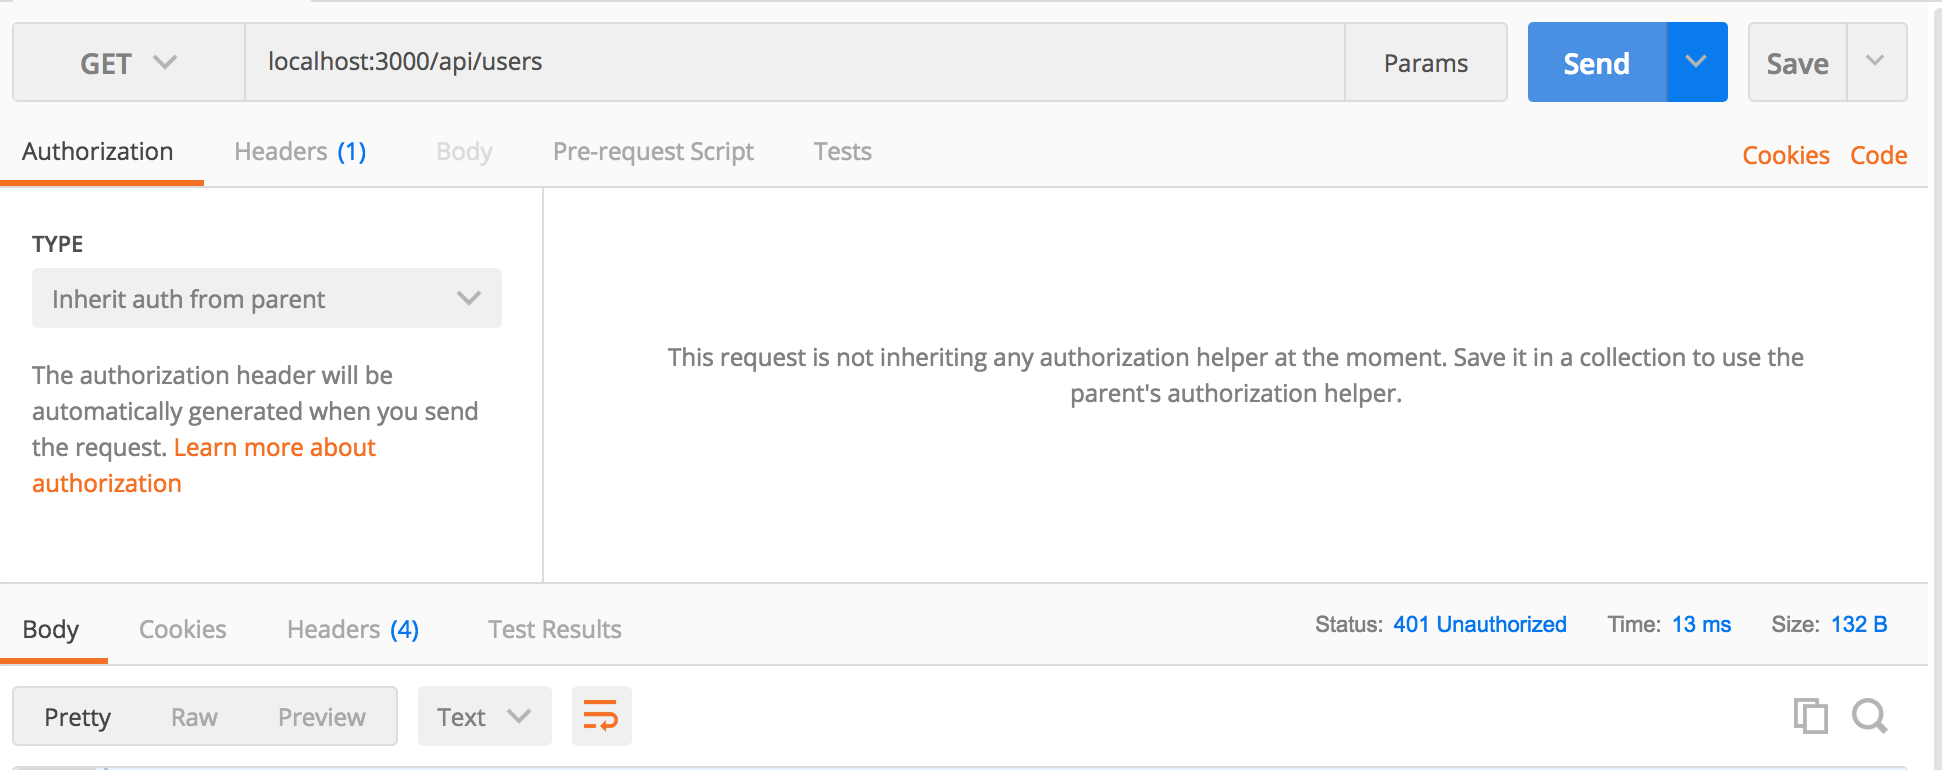 GET localhost:3000/api/users Params Send Save
Authorization Headers (1) Body Pre-request Script Tests Cookies Code
TYPE
Inherit auth from parent
The authorization header will be
automatically generated when you send
the request. Learn more about
authorization
This request is not inheriting any authorization helper at the moment. Save it in a collection to use the
parent's authorization helper.
Body Cookies Headers (4) Test Results Status: 401 Unauthorized Time: 13 ms Size: 132 B
Pretty Raw Preview Text